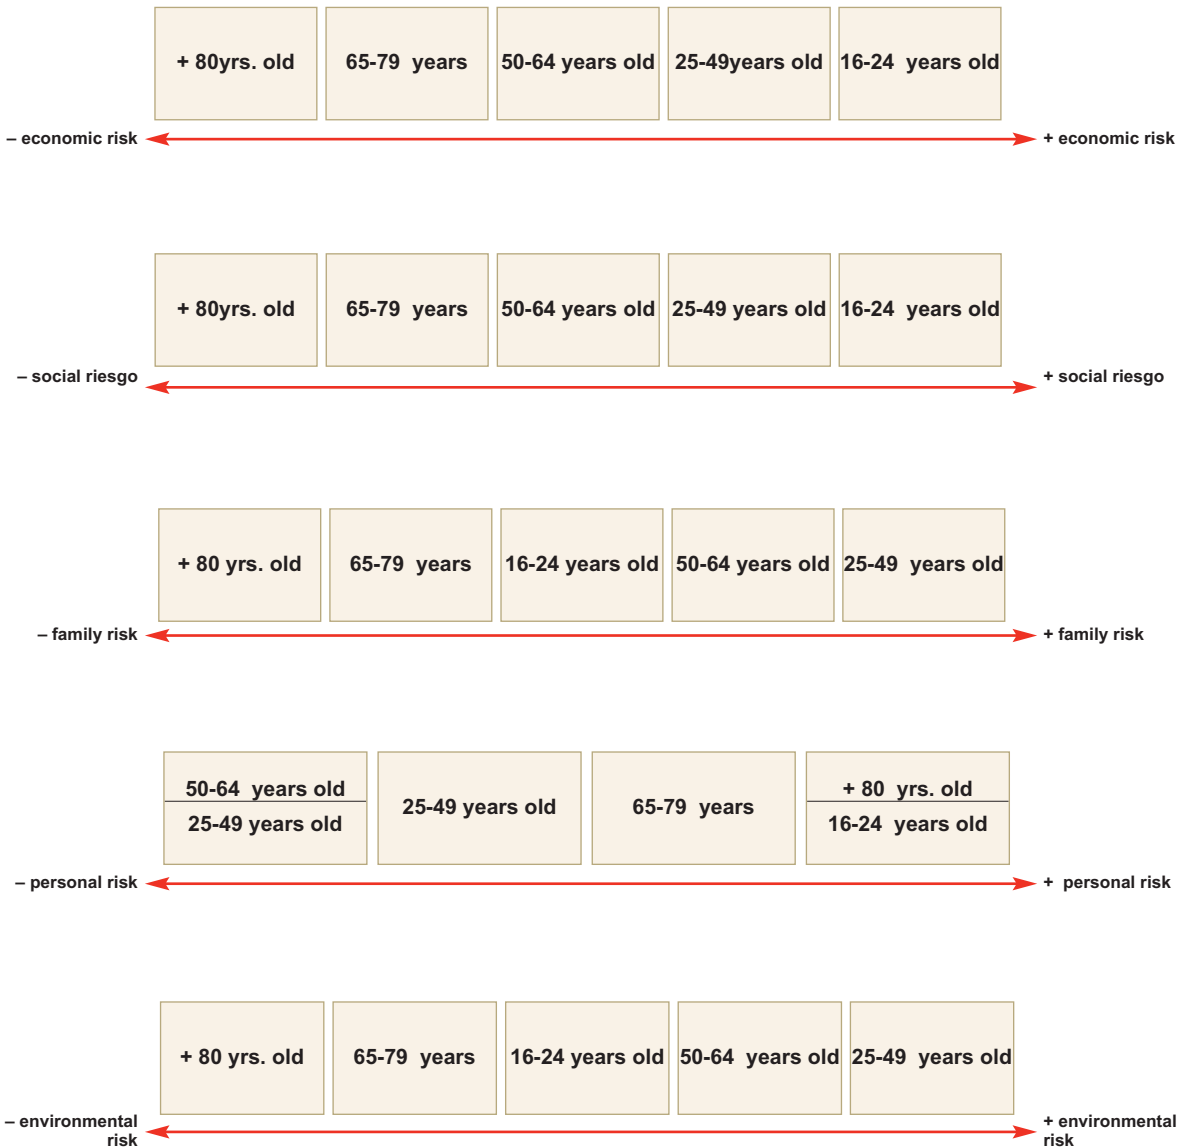 + 80yrs. old 65-79 years 50-64 years old 25-49years old 16-24 years old
– economic risk + economic risk
+ 80yrs. old 65-79 years 50-64 years old 25-49 years old 16-24 years old
– social riesgo + social riesgo
+ 80 yrs. old 65-79 years 16-24 years old 50-64 years old 25-49 years old
– family risk + family risk
50-64 years old
25-49 years old
25-49 years old
65-79 years
+ 80 yrs. old
16-24 years old
– personal risk + personal risk
+ 80 yrs. old 65-79 years 16-24 years old 50-64 years old 25-49 years old
– environmental
risk
+ environmental
risk